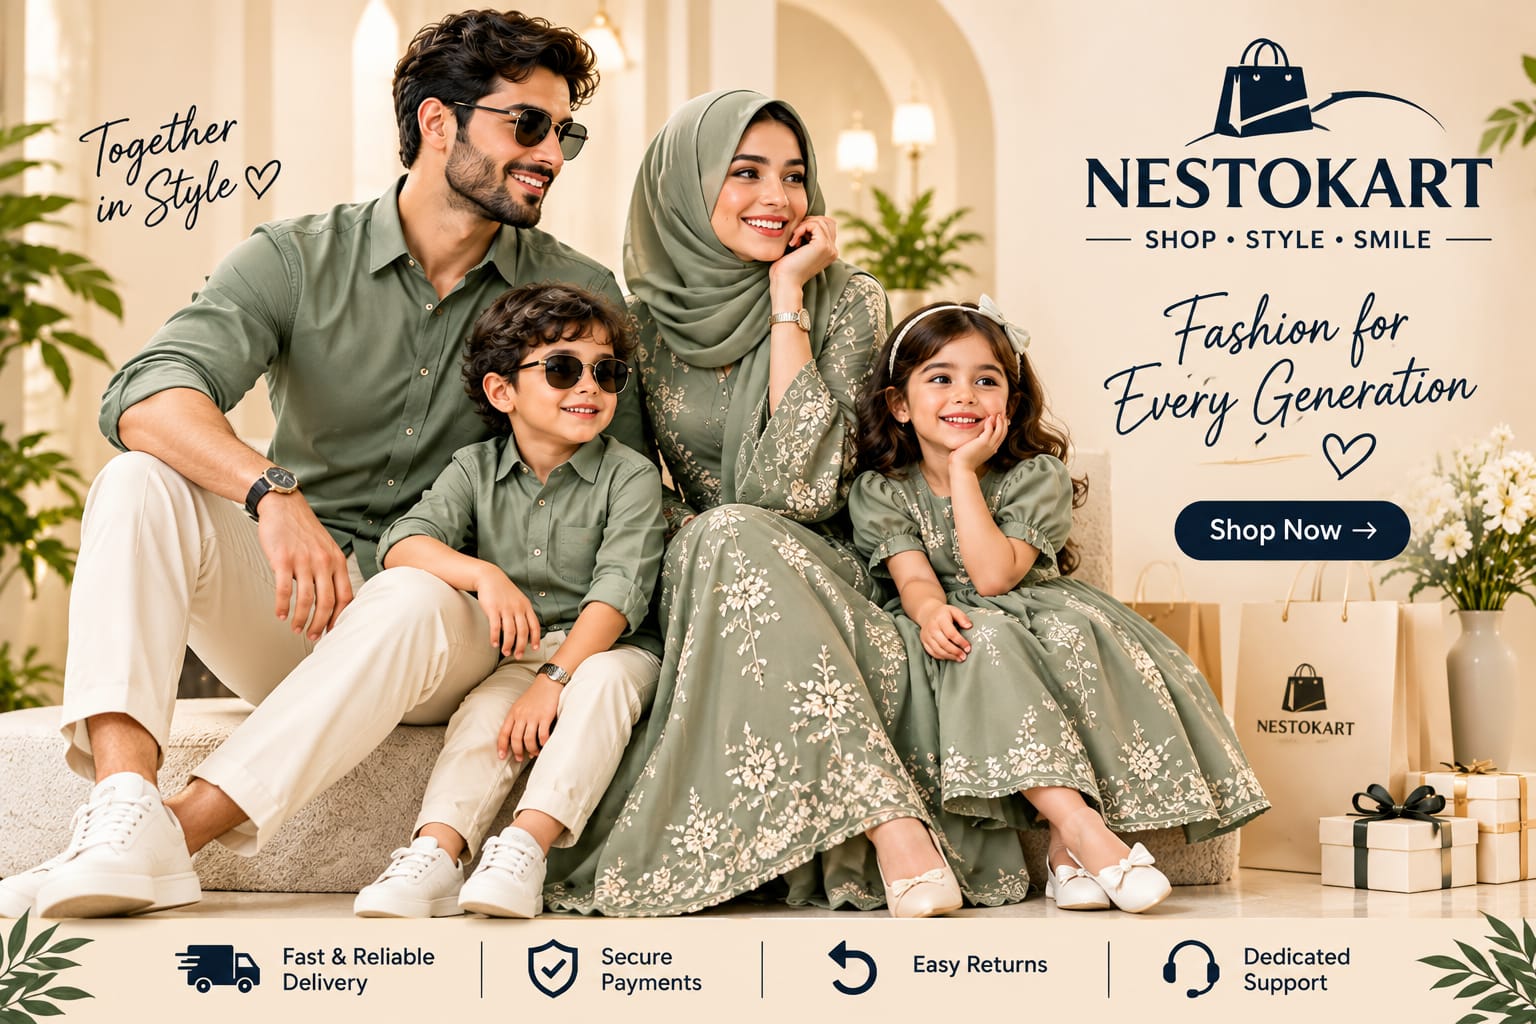 Together
in Style
NESTOKART
SHOP • STYLE • SMILE
Fashion for
Every Generation
Shop Now →
NESTOKART
Fast & Reliable
Delivery
Secure
Payments
Easy Returns
Dedicated
Support